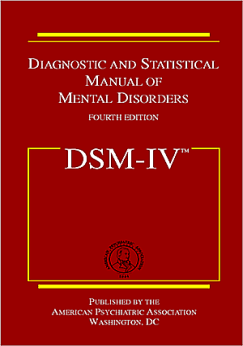 DIAGNOSTIC AND STATISTICAL
MANUAL OF
MENTAL DISORDERS
FOURTH EDITION
DSM-IV™
PUBLISHED BY THE
AMERICAN PSYCHIATRIC ASSOCIATION
WASHINGTON, DC